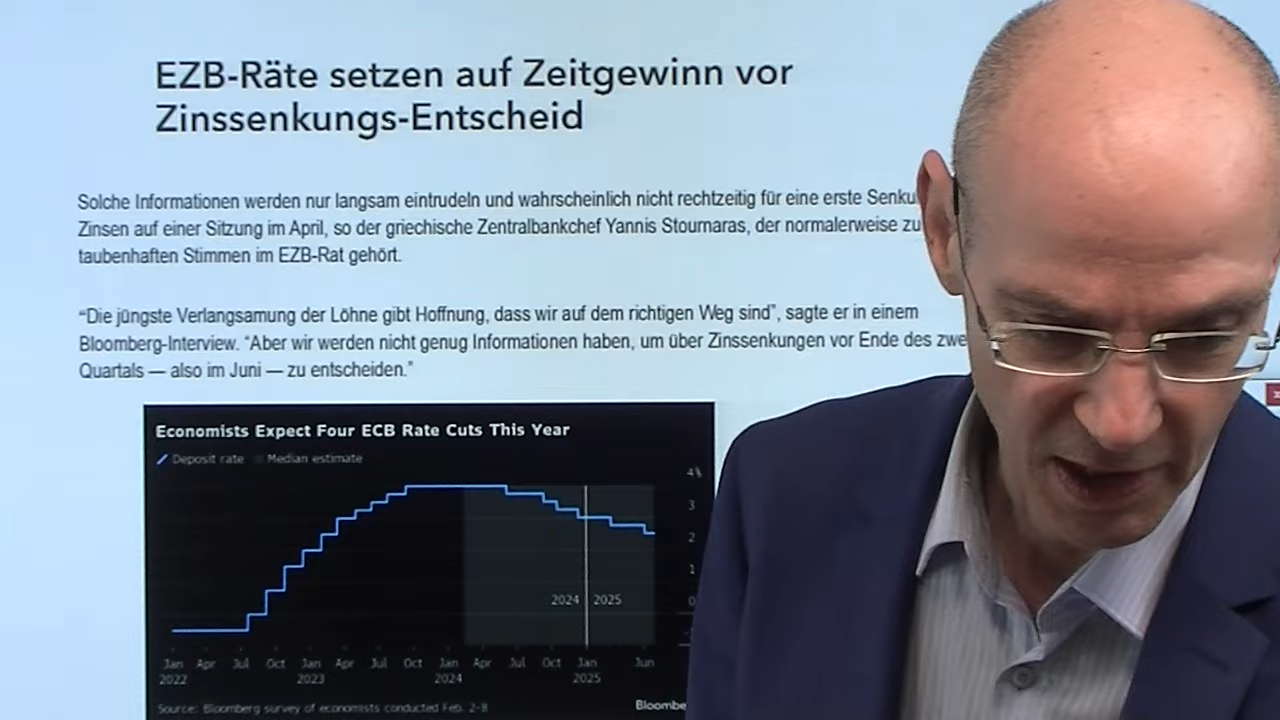 EZB-Räte setzen auf Zeitgewinn vor
Zinssenkungs-Entscheid
Solche Informationen werden nur langsam eintrudeln und wahrscheinlich nicht rechtzeitig für eine erste Senku
Zinsen auf einer Sitzung im April, so der griechische Zentralbankchef Yannis Stournaras, der normalerweise zu
taubenhaften Stimmen im EZB-Rat gehört.
“Die jüngste Verlangsamung der Löhne gibt Hoffnung, dass wir auf dem richtigen Weg sind”, sagte er in einem
Bloomberg-Interview. “Aber wir werden nicht genug Informationen haben, um über Zinssenkungen vor Ende des zwe
Quartals — also im Juni — zu entscheiden.”
Economists Expect Four ECB Rate Cuts This Year
Deposit rate Median estimate
4%
3
2
1
0
2024 2025
Jan Apr Jul Oct Jan Apr Jul Oct Jan Apr Jul Oct Jan Jun
2022 2023 2024 2025
Source: Bloomberg survey of economists conducted Feb. 2-8
Bloombe